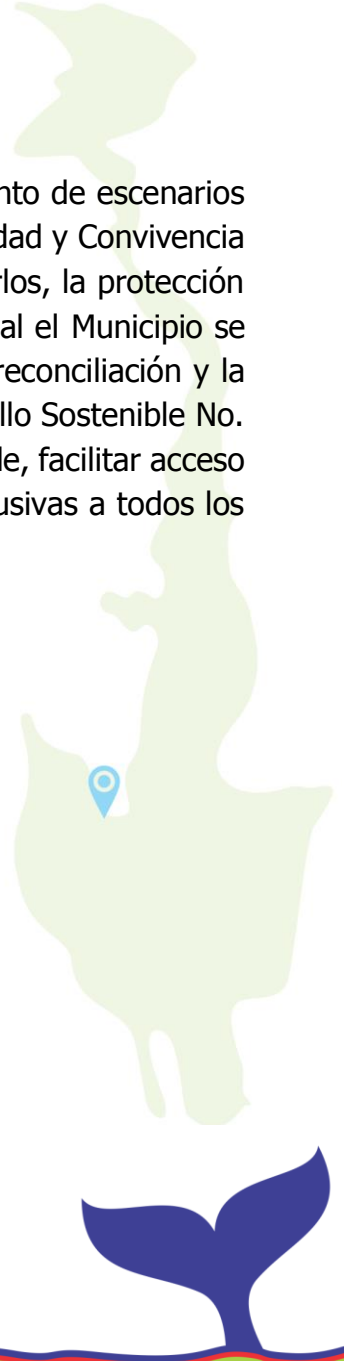 nto de escenarios
dad y Convivencia
rlos, la protección
al el Municipio se
reconciliación y la
llo Sostenible No.
le, facilitar acceso
usivas a todos los